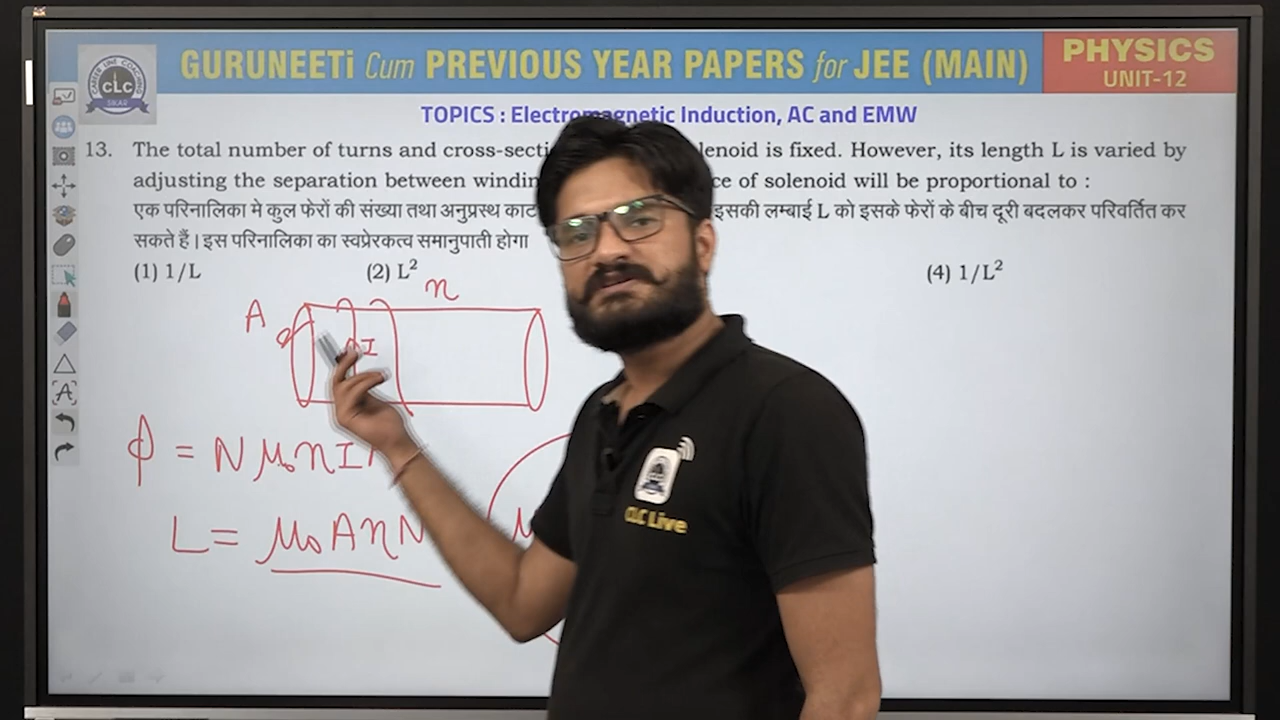 GURUNEETi Cum PREVIOUS YEAR PAPERS for JEE (MAIN)
PHYSICS
UNIT-12
CLC
SIKAR
TOPICS : Electromagnetic Induction, AC and EMW
13. The total number of turns and cross-secti lenoid is fixed. However, its length L is varied by
adjusting the separation between windin ce of solenoid will be proportional to :
एक परिनालिका मे कुल फेरों की संख्या तथा अनुप्रस्थ काट इसकी लम्बाई L को इसके फेरों के बीच दूरी बदलकर परिवर्तित कर
सकते हैं। इस परिनालिका का स्वप्रेरकत्व समानुपाती होगा
(1) 1/L (2) L² (4) 1/L²
n
A
I
ϕ = N μ₀ n I
L = μ₀ A n N
CLC Live